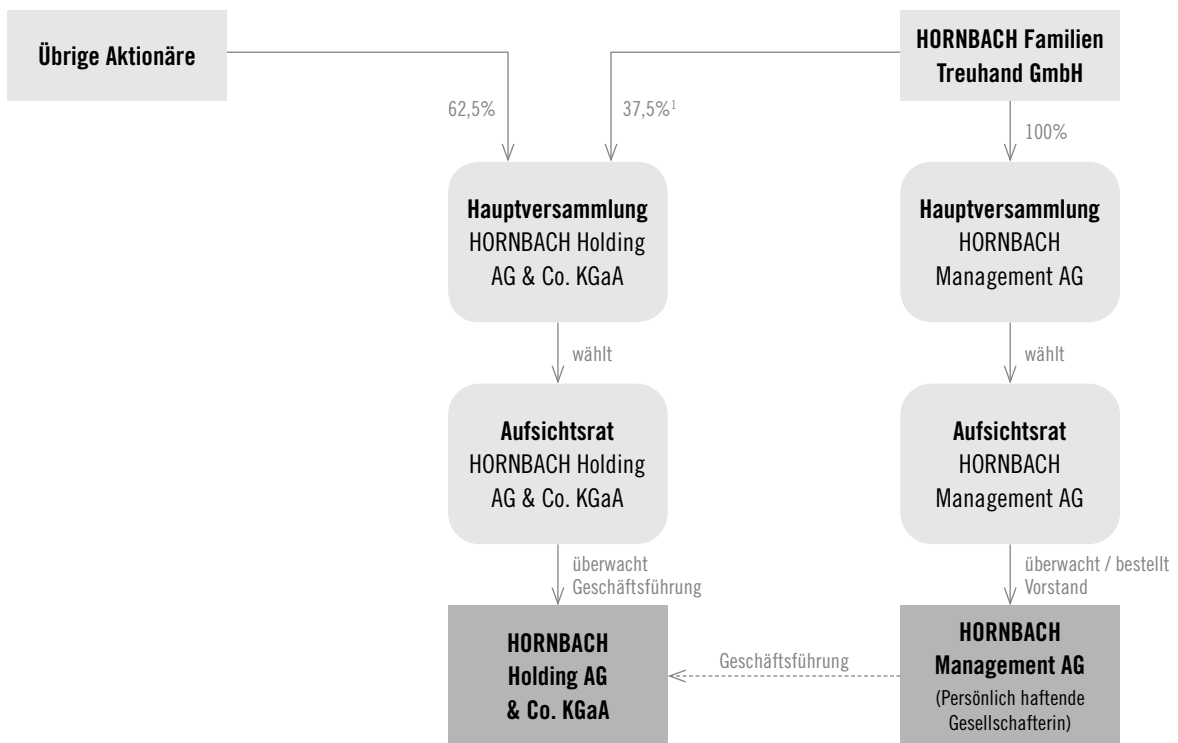 Übrige Aktionäre
HORNBACH Familien
Treuhand GmbH
62,5%
37,5%¹
100%
Hauptversammlung
HORNBACH Holding
AG & Co. KGaA
Hauptversammlung
HORNBACH
Management AG
wählt
wählt
Aufsichtsrat
HORNBACH Holding
AG & Co. KGaA
Aufsichtsrat
HORNBACH
Management AG
überwacht
Geschäftsführung
überwacht / bestellt
Vorstand
HORNBACH
Holding AG
& Co. KGaA
Geschäftsführung
HORNBACH
Management AG
(Persönlich haftende
Gesellschafterin)